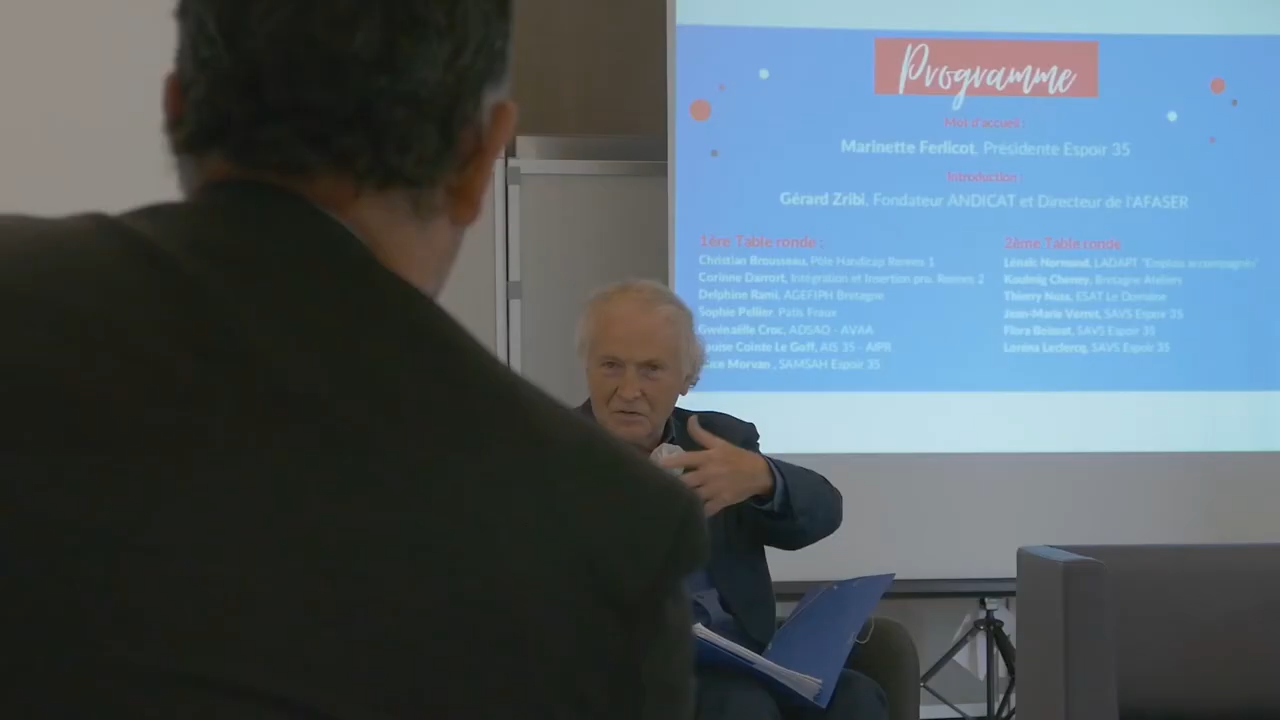 Programme
Mot d'accueil :
Marinette Ferlicot, Présidente Espoir 35
Introduction :
Gérard Zribi, Fondateur ANDICAT et Directeur de l'AFASER
1ère Table ronde :
Christian Brousseau, Pôle Handicap Rennes 1
Corinne Darrort, Intégration et Insertion pro. Rennes 2
Delphine Rami, AGEFIPH Bretagne
Sophie Pellier, Patis Fraux
Gwénaëlle Croc, ADSAO - AVAA
Cointe Le Goff, AIS 35 - AIPR
Morvan , SAMSAH Espoir 35
2ème Table ronde
Lénaïc Normand, LADAPT "Emploi accompagné"
Bretagne Ateliers
Thierry Nuss, ESAT Le Domaine
Jean-Marie Verret, SAVS Espoir 35
Flora SAVS Espoir 35
Lorena Leclercq, SAVS Espoir 35